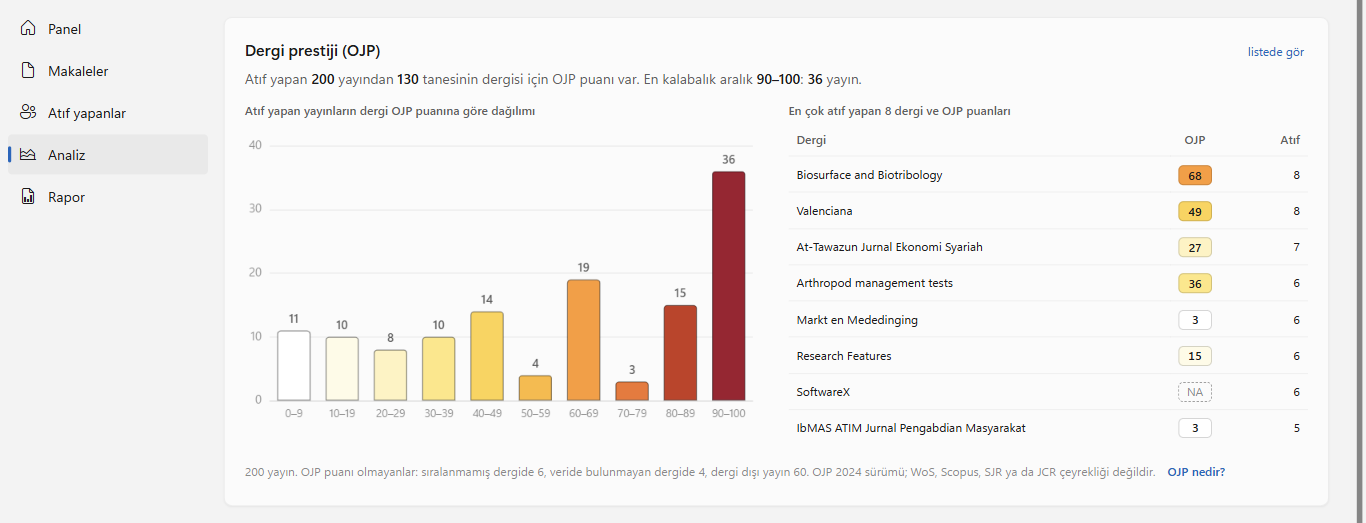 Panel
Makaleler
Atıf yapanlar
Analiz
Rapor
Dergi prestiji (OJP)
listede gör
Atıf yapan 200 yayından 130 tanesinin dergisi için OJP puanı var. En kalabalık aralık 90–100: 36 yayın.
Atıf yapan yayınların dergi OJP puanına göre dağılımı
40
30
20
10
0
11
10
8
10
14
4
19
3
15
36
0–9
10–19
20–29
30–39
40–49
50–59
60–69
70–79
80–89
90–100
En çok atıf yapan 8 dergi ve OJP puanları
Dergi OJP Atıf
Biosurface and Biotribology 68 8
Valenciana 49 8
At-Tawazun Jurnal Ekonomi Syariah 27 7
Arthropod management tests 36 6
Markt en Mededinging 3 6
Research Features 15 6
SoftwareX NA 6
IbMAS ATIM Jurnal Pengabdian Masyarakat 3 5
200 yayın. OJP puanı olmayanlar: sıralanmamış dergide 6, veride bulunmayan dergide 4, dergi dışı yayın 60. OJP 2024 sürümü; WoS, Scopus, SJR ya da JCR çeyrekliği değildir. OJP nedir?